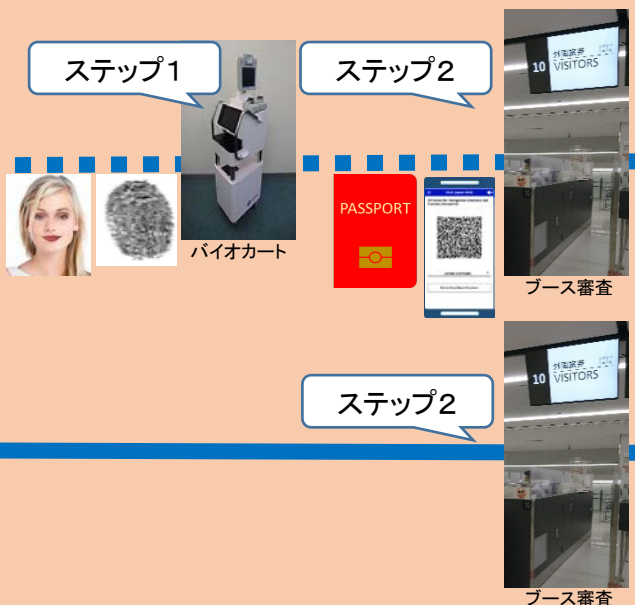 ステップ1
ステップ2
10 外国旅券
VISITORS
バイオカート
PASSPORT
ブース審査
10 外国旅券
VISITORS
ステップ2
ブース審査